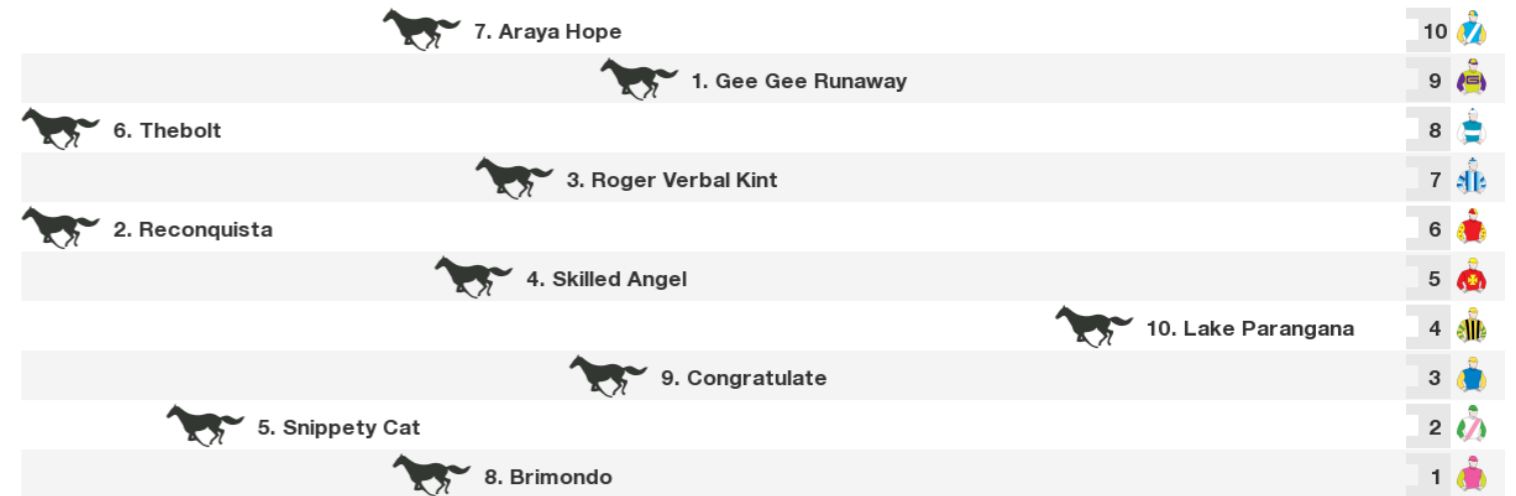 7. Araya Hope 10
1. Gee Gee Runaway 9
6. Thebolt 8
3. Roger Verbal Kint 7
2. Reconquista 6
4. Skilled Angel 5
10. Lake Parangana 4
9. Congratulate 3
5. Snippety Cat 2
8. Brimondo 1